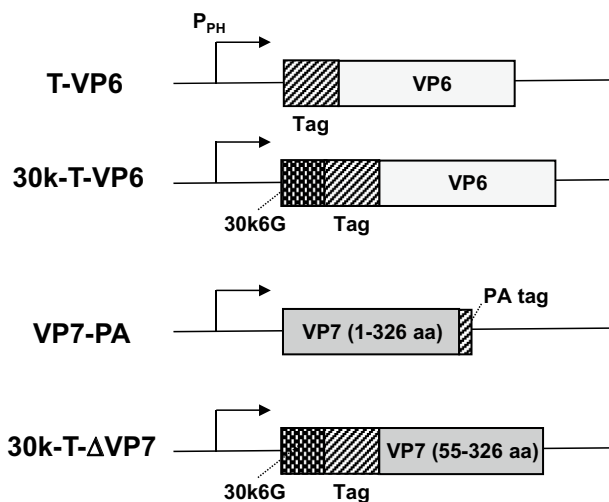 P_PH
T-VP6
VP6
Tag
30k-T-VP6
VP6
30k6G
Tag
PA tag
VP7-PA
VP7 (1-326 aa)
30k-T-ΔVP7
VP7 (55-326 aa)
30k6G
Tag